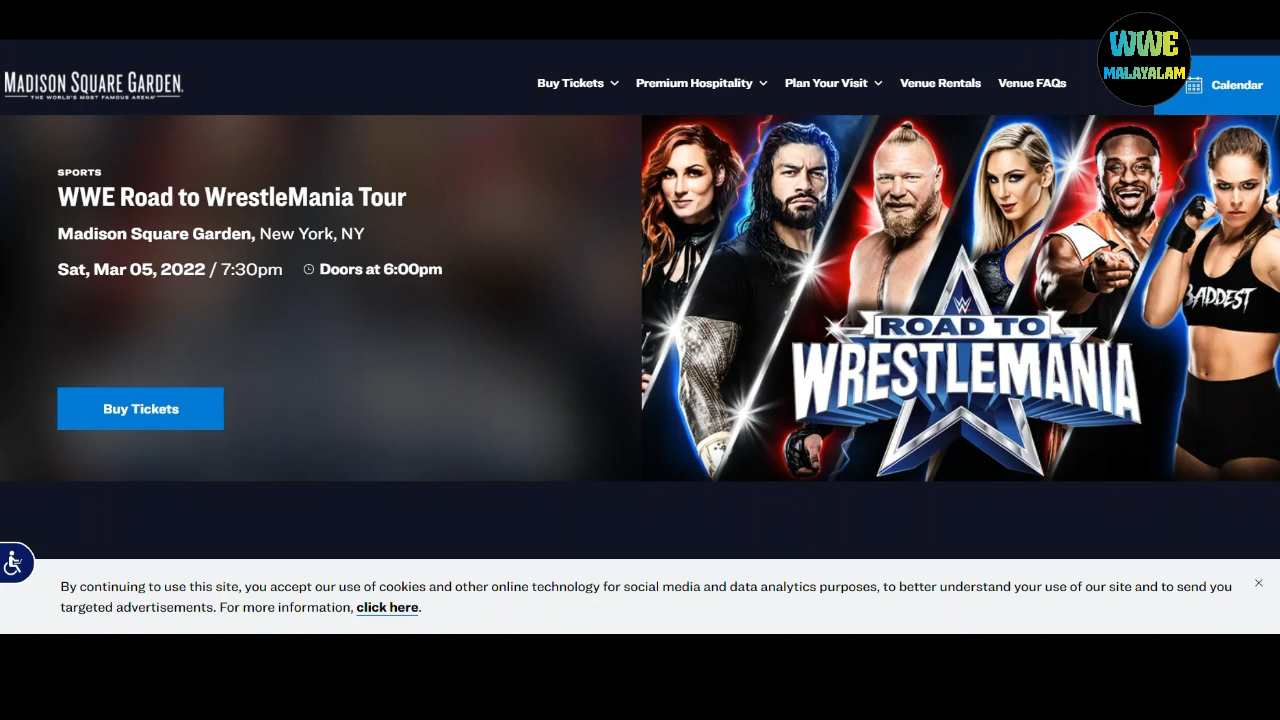 WWE
MALAYALAM
MADISON SQUARE GARDEN
THE WORLD'S MOST FAMOUS ARENA
Buy Tickets
Premium Hospitality
Plan Your Visit
Venue Rentals
Venue FAQs
Calendar
SPORTS
WWE Road to WrestleMania Tour
Madison Square Garden, New York, NY
Sat, Mar 05, 2022 / 7:30pm Doors at 6:00pm
Buy Tickets
BADDEST
W
ROAD TO
WRESTLEMANIA
By continuing to use this site, you accept our use of cookies and other online technology for social media and data analytics purposes, to better understand your use of our site and to send you
targeted advertisements. For more information, click here.